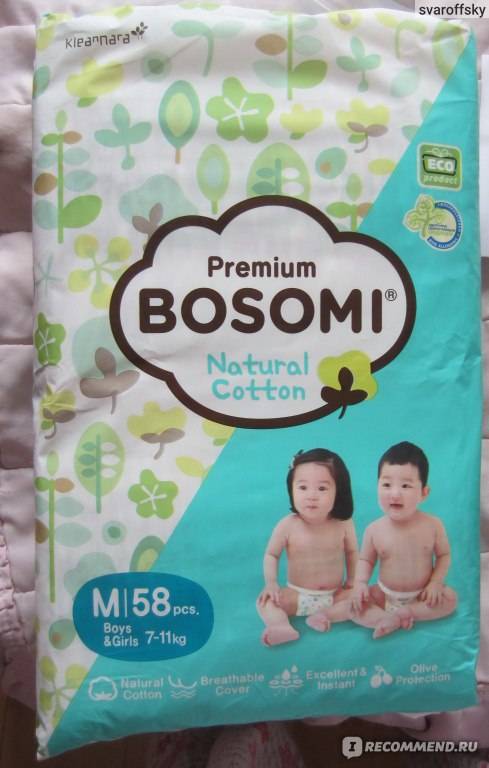 svaroffsky
Kleannara
ECO
product
Premium
BOSOMI®
Natural
Cotton
M|58 pcs.
Boys
&Girls 7-11kg
Natural
Cotton
Breathable
Cover
Excellent &
Instant
Olive
Protection
IRECOMMEND.RU